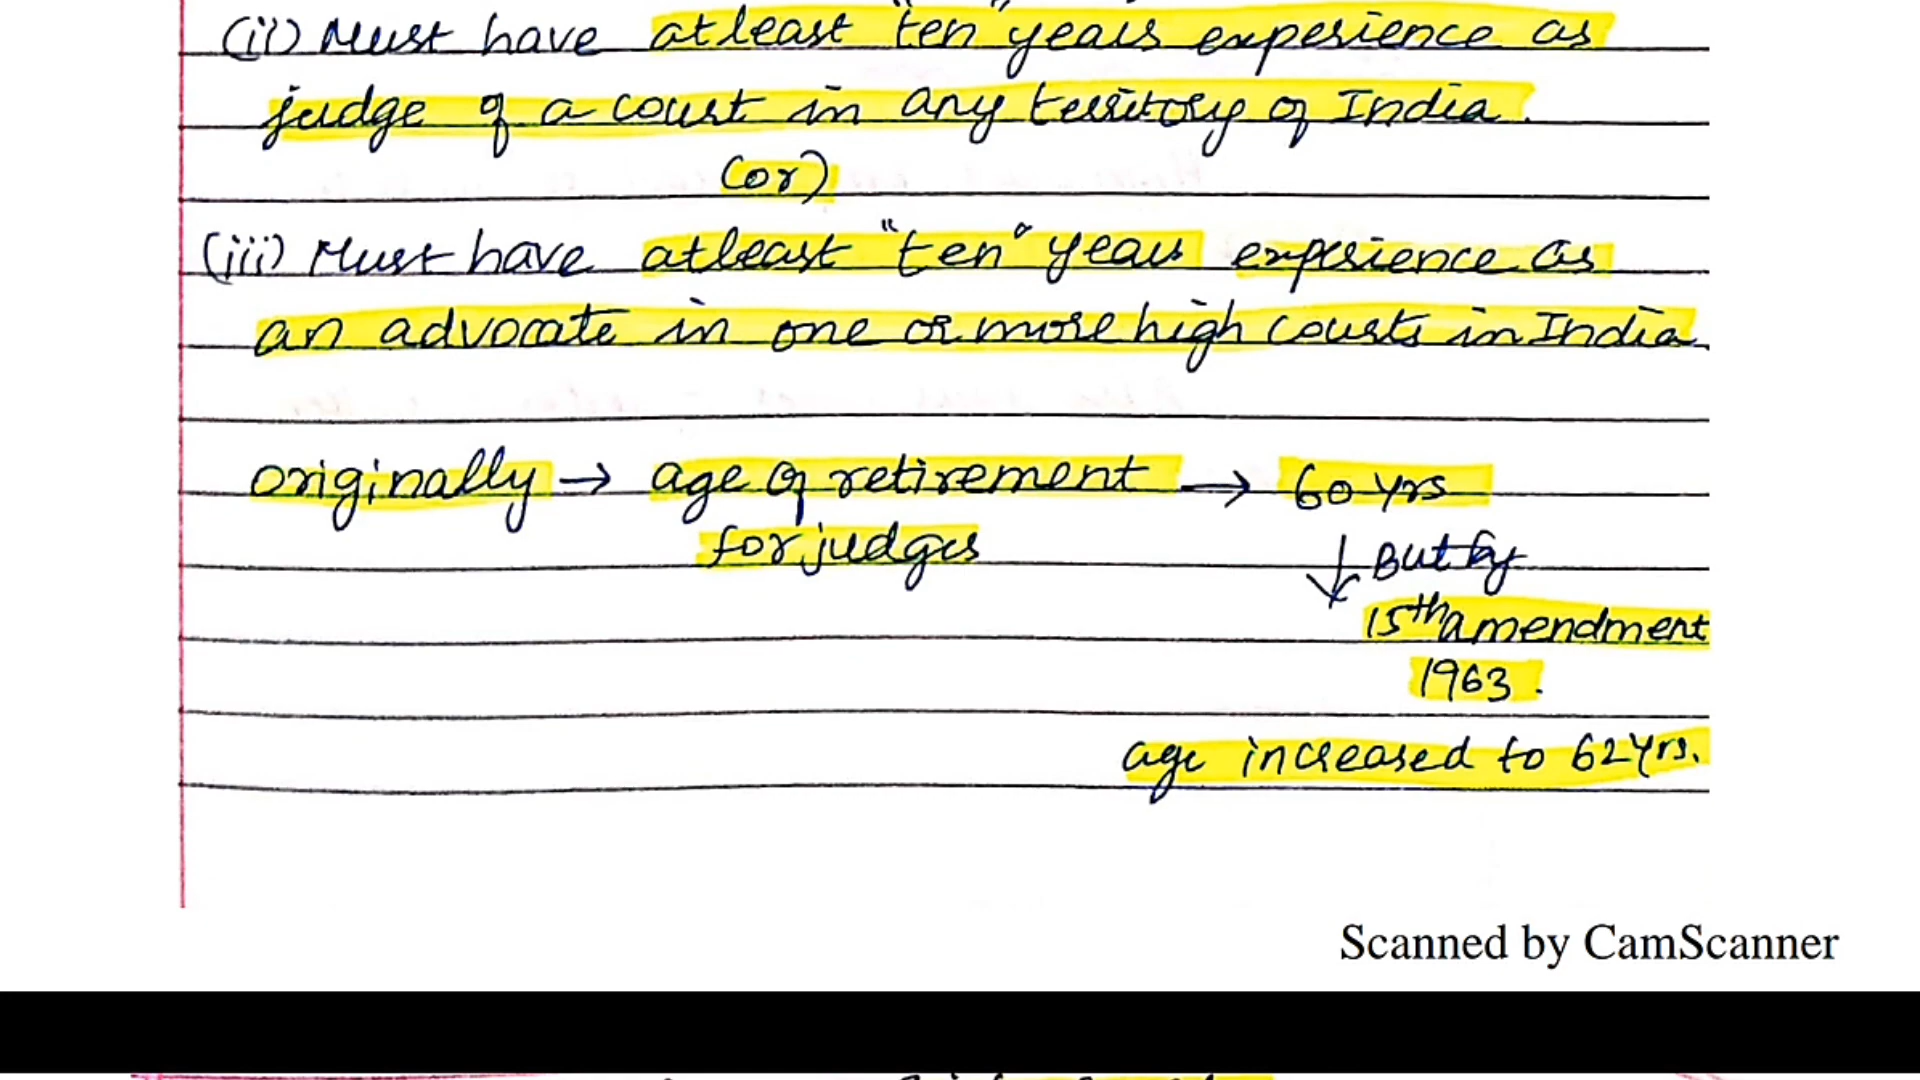 (ii) Must have atleast "ten" years experience as
judge of a court in any territory of India.
(or)
(iii) Must have atleast "ten" years experience as
an advocate in one or more high courts in India.
originally → age of retirement → 60 yrs
for judges
↓ But by
15th amendment
1963.
age increased to 62 yrs.
Scanned by CamScanner